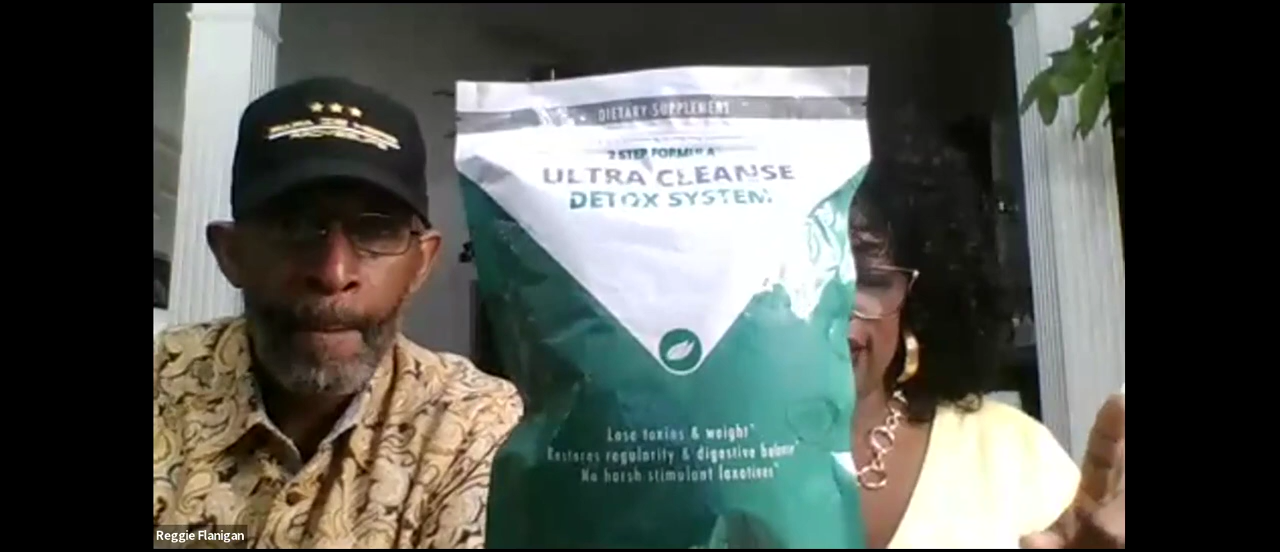 DIETARY SUPPLEMENT
2 STEP FORMULA
ULTRA CLEANSE
DETOX SYSTEM
Lose toxins & weight*
Restores regularity & digestive balance*
No harsh stimulant laxatives*
Reggie Flanigan